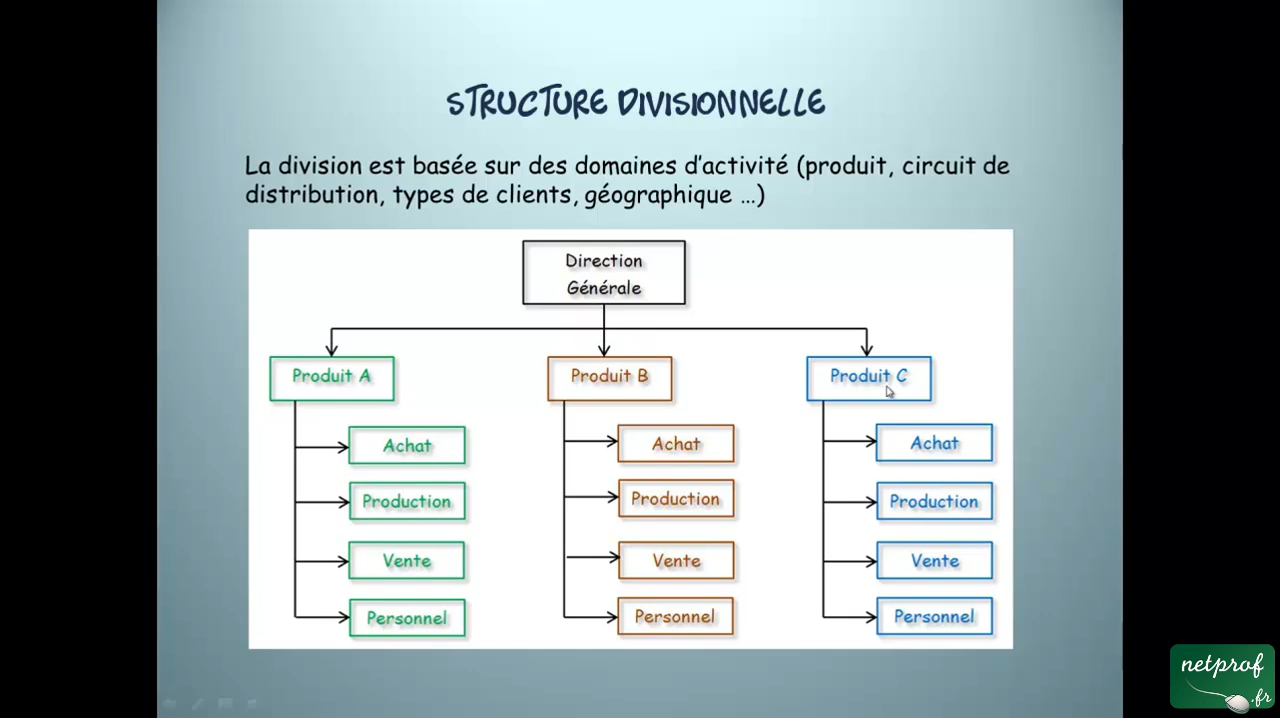 STRUCTURE DIVISIONNELLE
La division est basée sur des domaines d'activité (produit, circuit de
distribution, types de clients, géographique ...)
Direction
Générale
Produit A
Produit B
Produit C
Achat
Achat
Achat
Production
Production
Production
Vente
Vente
Vente
Personnel
Personnel
Personnel
netprof
.fr